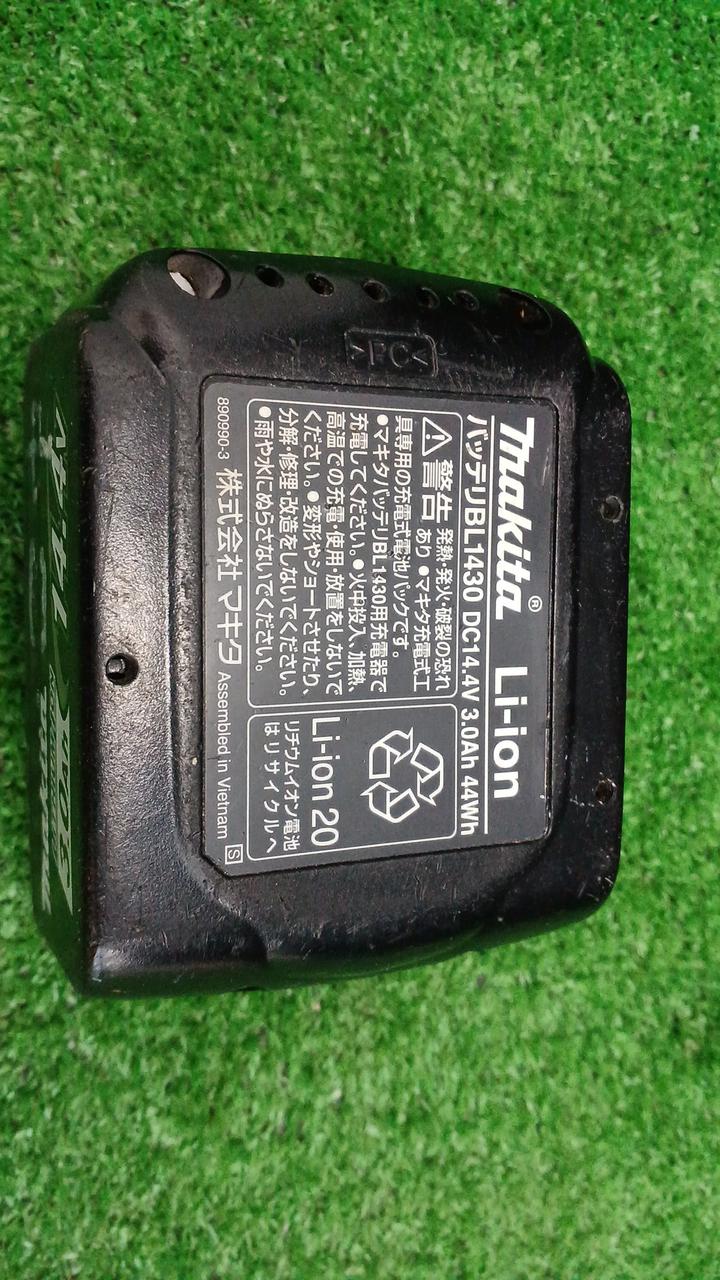 >PC<
makita® Li-ion
バッテリBL1430 DC14.4V 3.0Ah 44Wh
警告 発熱・発火・破裂の恐れ
あり ●マキタ充電式工
具専用の充電式電池パックです。
●マキタバッテリBL1430用充電器で
充電してください。●火中投入、加熱、
高温での充電・使用・放置をしないで
ください。●変形やショートさせたり、
分解・修理・改造をしないでください。
●雨や水にぬらさないでください。
Li-ion 20
リチウムイオン電池
はリサイクルへ
890990-3 株式会社 マキタ Assembled in Vietnam S
14.4V